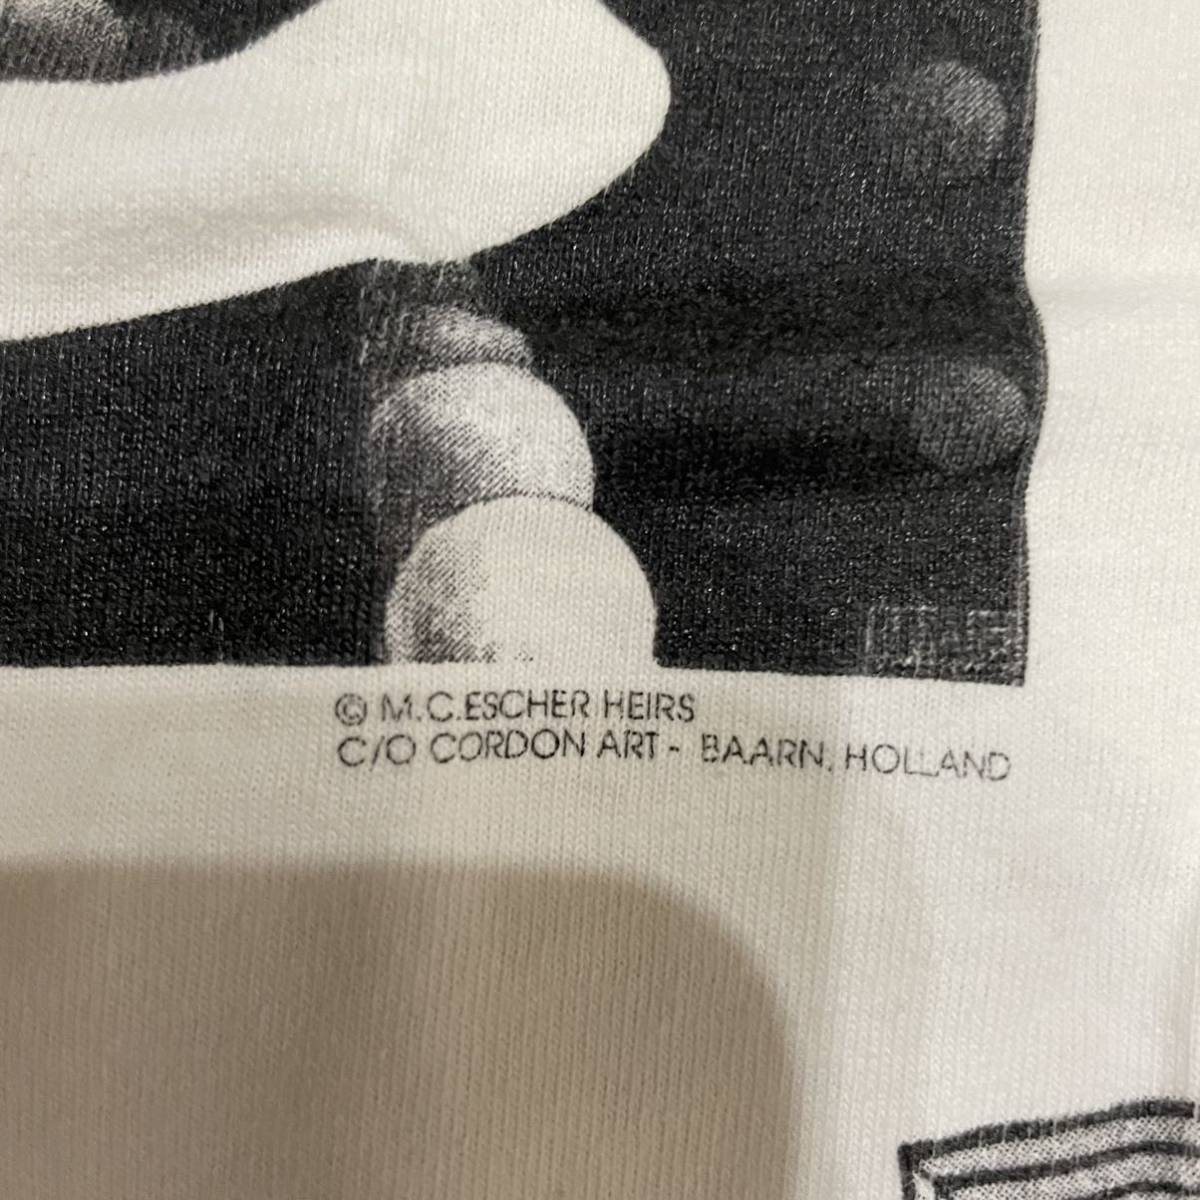 © M.C.ESCHER HEIRS
C/O CORDON ART - BAARN, HOLLAND